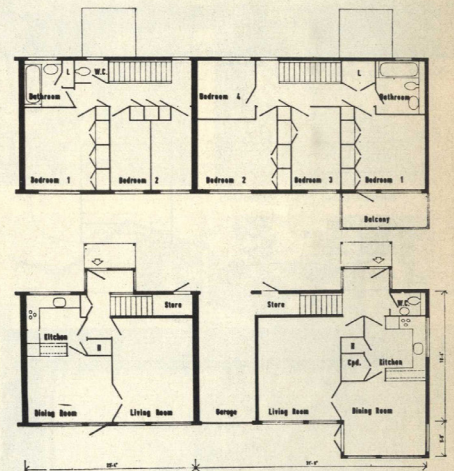 L
W.C.
L
Bathroom
Bedroom 4
Bathroom
Bedroom 1
Bedroom 2
Bedroom 2
Bedroom 3
Bedroom 1
Balcony
Store
Store
W.C.
Kitchen
H
H
Cpd.
Kitchen
Dining Room
Living Room
Garage
Living Room
Dining Room